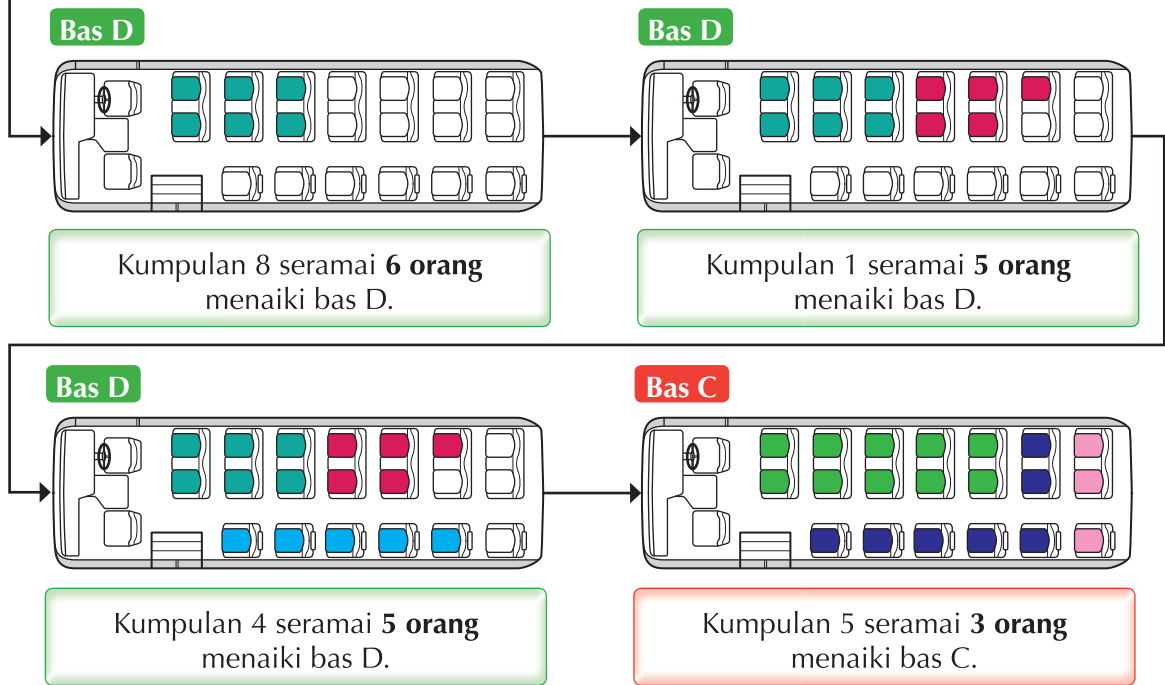 Bas D
Kumpulan 8 seramai 6 orang
menaiki bas D.
Bas D
Kumpulan 1 seramai 5 orang
menaiki bas D.
Bas D
Kumpulan 4 seramai 5 orang
menaiki bas D.
Bas C
Kumpulan 5 seramai 3 orang
menaiki bas C.